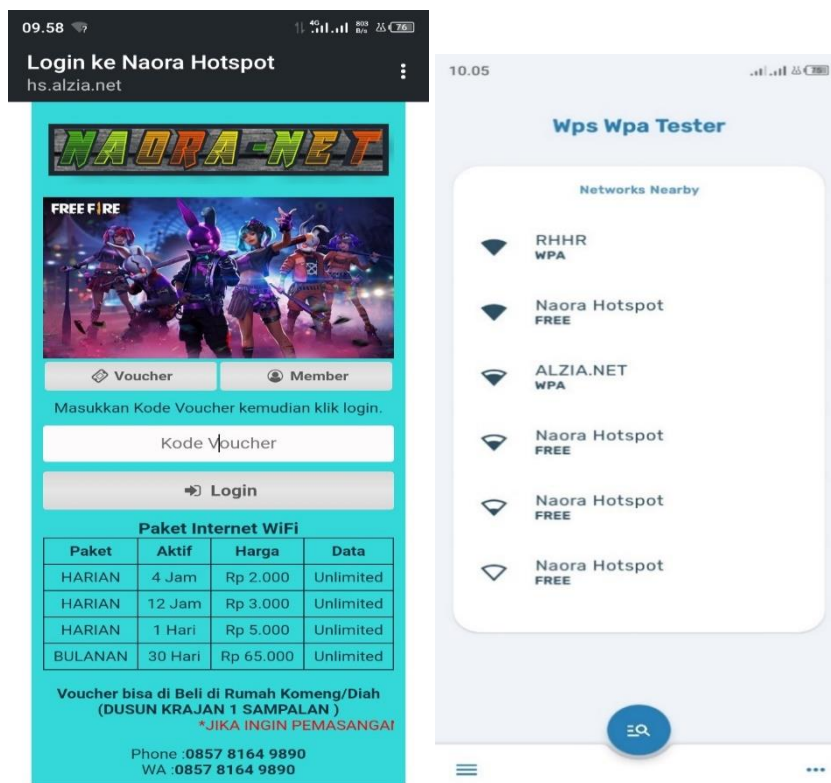 09.58
4G
803
B/s
76
Login ke Naora Hotspot
hs.alzia.net
NAORA-NET
FREE FIRE
Voucher
Member
Masukkan Kode Voucher kemudian klik login.
Kode Voucher
Login
Paket Internet WiFi
Paket Aktif Harga Data
HARIAN 4 Jam Rp 2.000 Unlimited
HARIAN 12 Jam Rp 3.000 Unlimited
HARIAN 1 Hari Rp 5.000 Unlimited
BULANAN 30 Hari Rp 65.000 Unlimited
Voucher bisa di Beli di Rumah Komeng/Diah
(DUSUN KRAJAN 1 SAMPALAN )
*JIKA INGIN PEMASANGAN
Phone :0857 8164 9890
WA :0857 8164 9890
10.05
Wps Wpa Tester
Networks Nearby
RHHR
WPA
Naora Hotspot
FREE
ALZIA.NET
WPA
Naora Hotspot
FREE
Naora Hotspot
FREE
Naora Hotspot
FREE